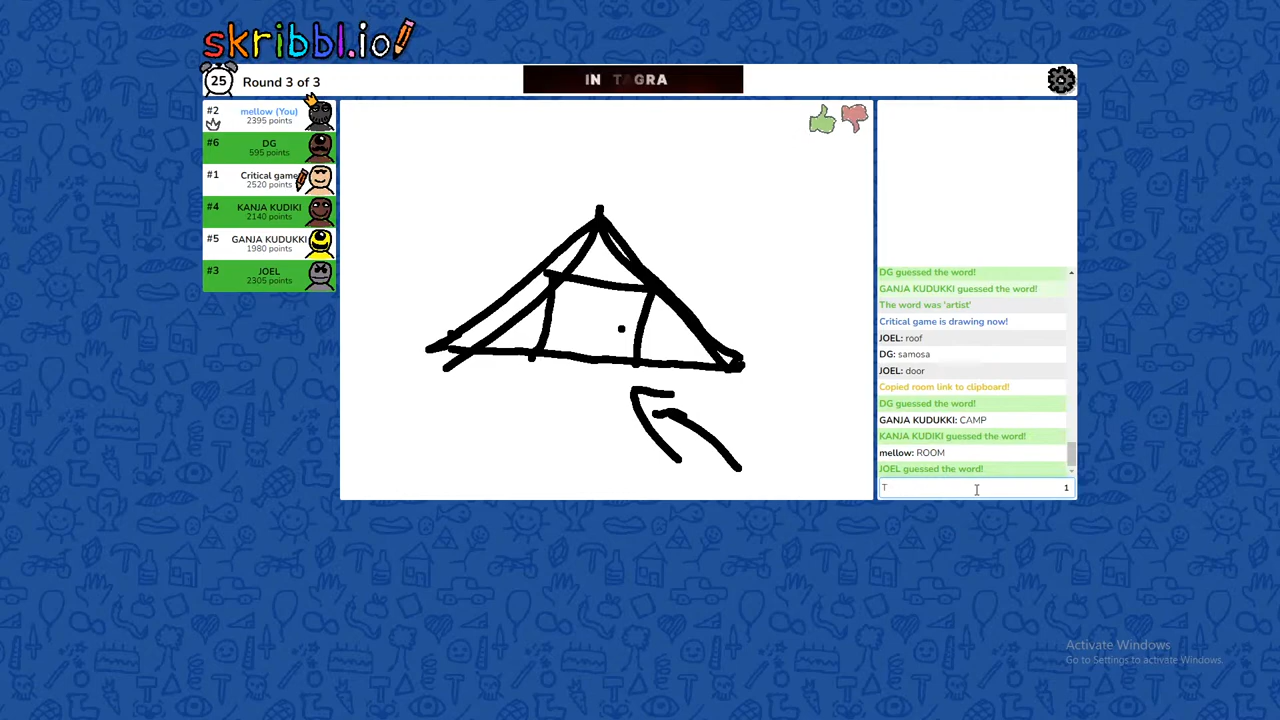 skribbl.io
25
Round 3 of 3
IN TAGRA
#2
mellow (You)
2395 points
#6
DG
595 points
#1
Critical game
2520 points
#4
KANJA KUDIKI
2140 points
#5
GANJA KUDUKKI
1980 points
#3
JOEL
2305 points
DG guessed the word!
GANJA KUDUKKI guessed the word!
The word was 'artist'
Critical game is drawing now!
JOEL: roof
DG: samosa
JOEL: door
Copied room link to clipboard!
DG guessed the word!
GANJA KUDUKKI: CAMP
KANJA KUDIKI guessed the word!
mellow: ROOM
JOEL guessed the word!
T
1
Activate Windows
Go to Settings to activate Windows.